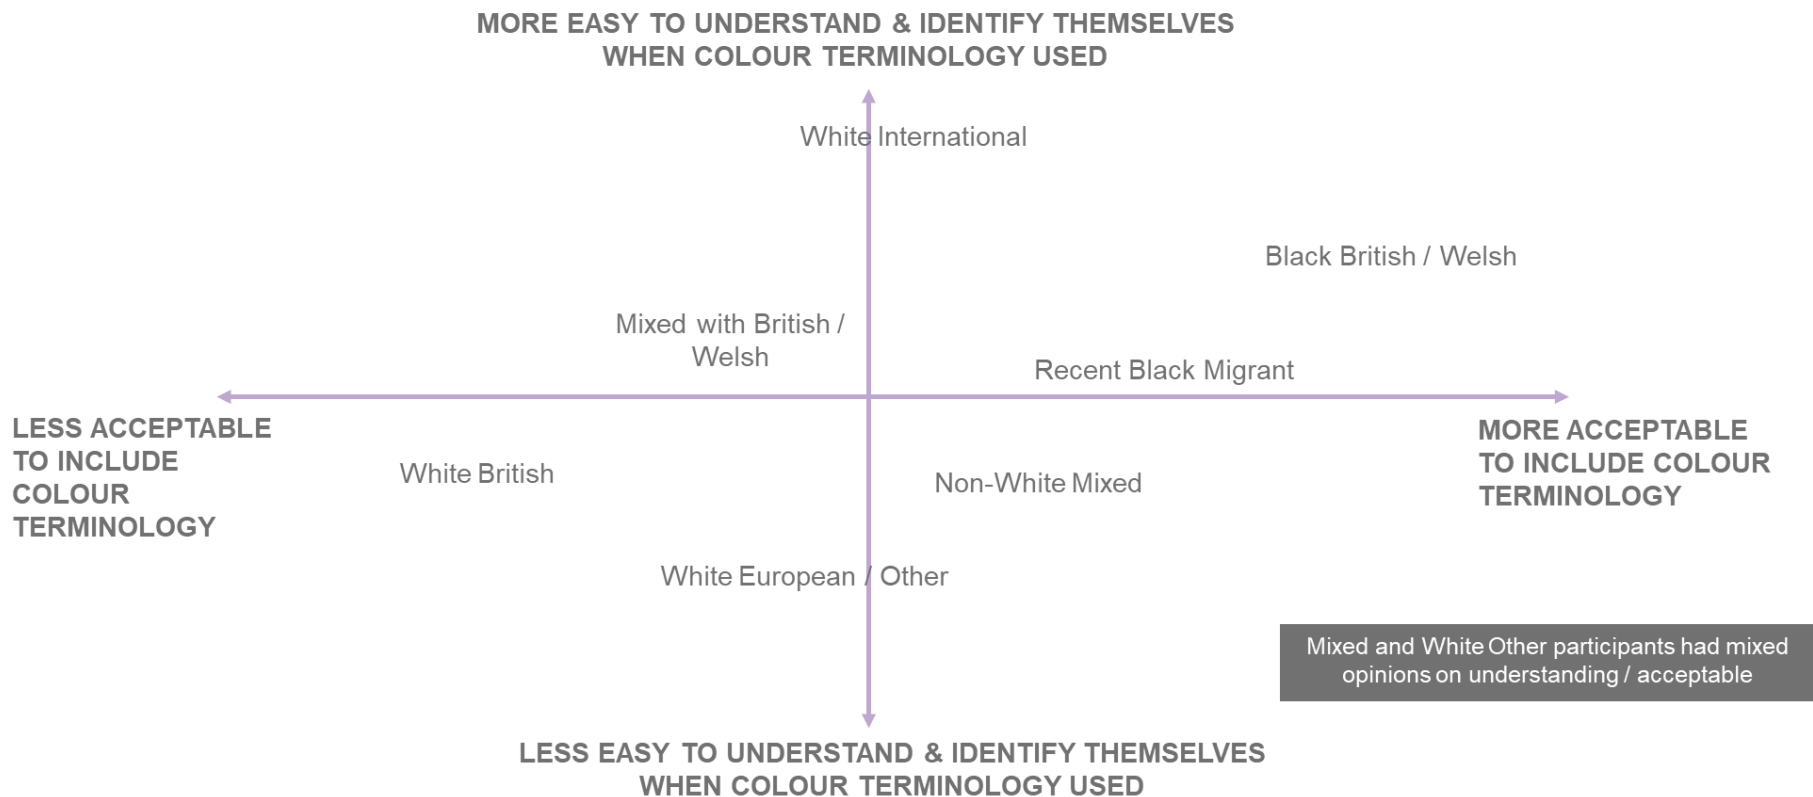 MORE EASY TO UNDERSTAND & IDENTIFY THEMSELVES
WHEN COLOUR TERMINOLOGY USED
White International
Black British / Welsh
Mixed with British /
Welsh
Recent Black Migrant
LESS ACCEPTABLE
TO INCLUDE
COLOUR
TERMINOLOGY
MORE ACCEPTABLE
TO INCLUDE COLOUR
TERMINOLOGY
White British
Non-White Mixed
White European / Other
Mixed and White Other participants had mixed
opinions on understanding / acceptable
LESS EASY TO UNDERSTAND & IDENTIFY THEMSELVES
WHEN COLOUR TERMINOLOGY USED